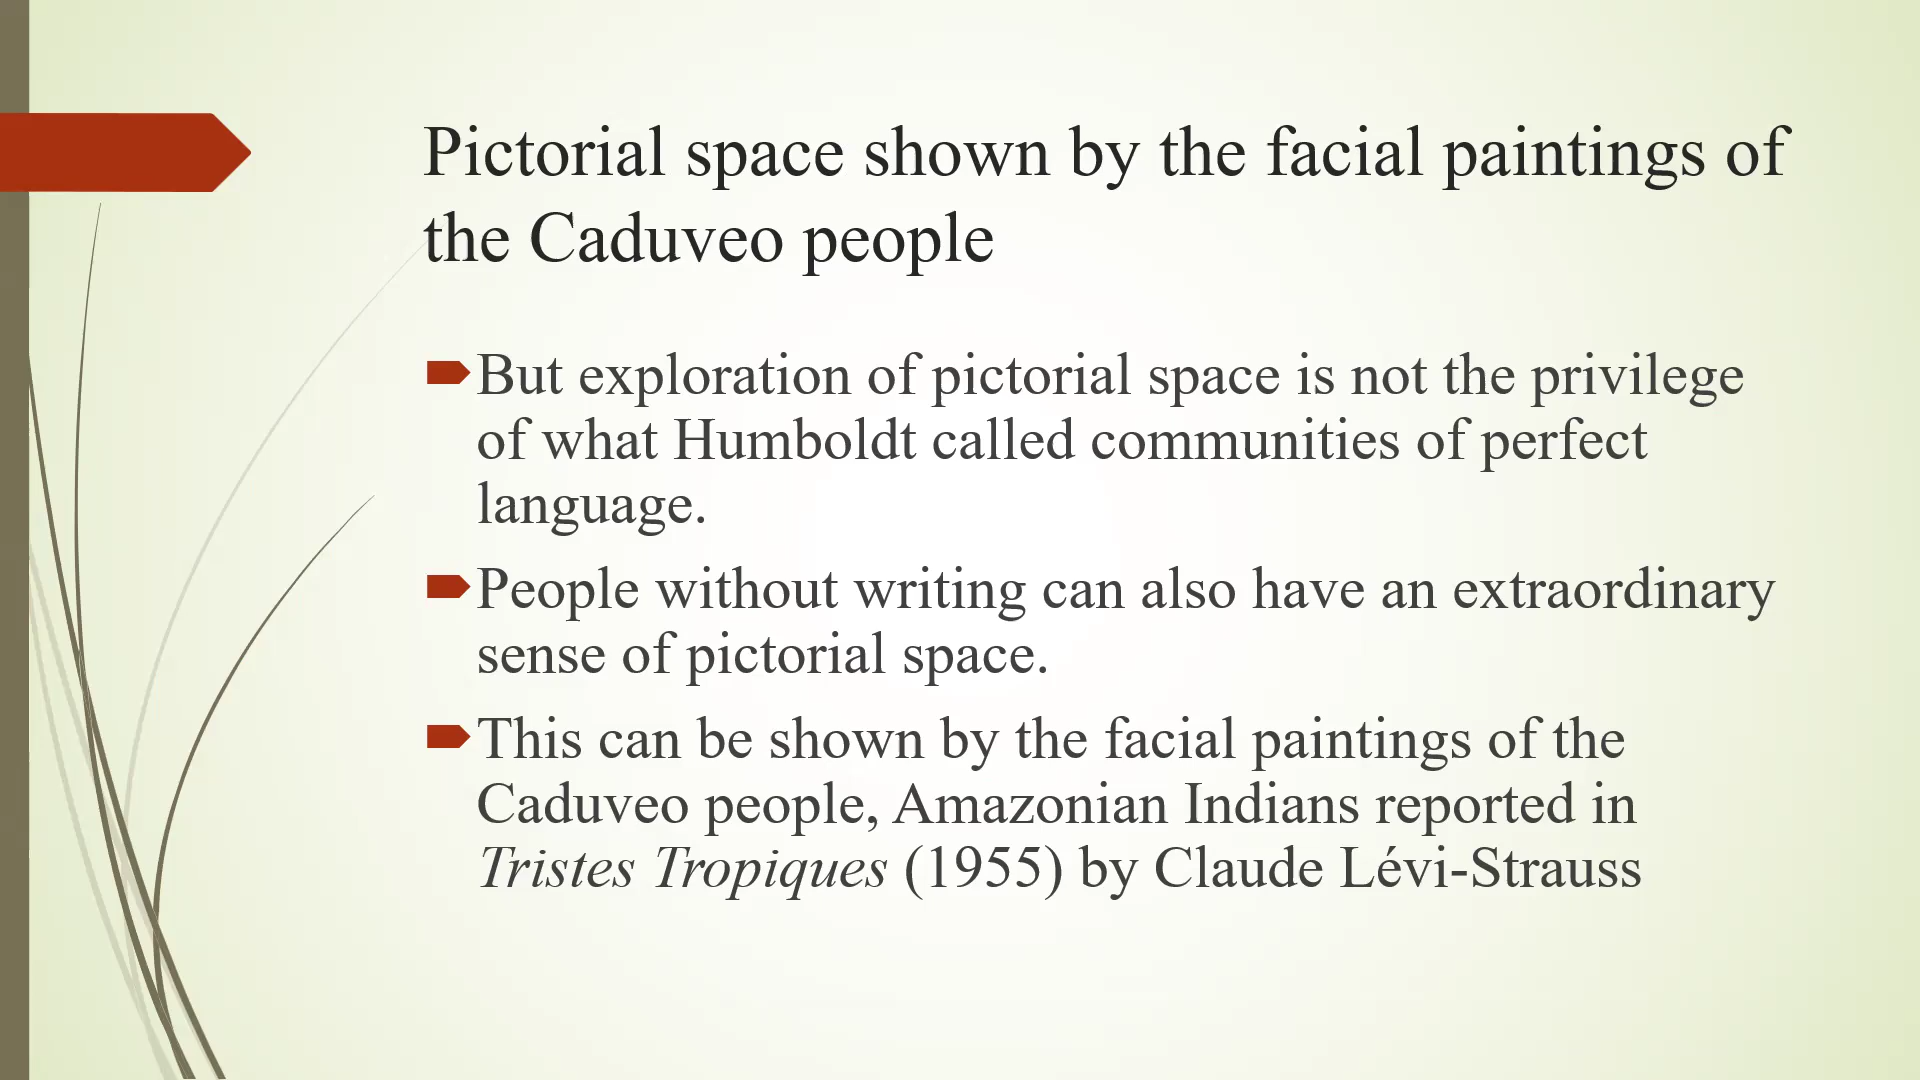 Pictorial space shown by the facial paintings of
the Caduveo people
But exploration of pictorial space is not the privilege
of what Humboldt called communities of perfect
language.
People without writing can also have an extraordinary
sense of pictorial space.
This can be shown by the facial paintings of the
Caduveo people, Amazonian Indians reported in
Tristes Tropiques (1955) by Claude Lévi-Strauss